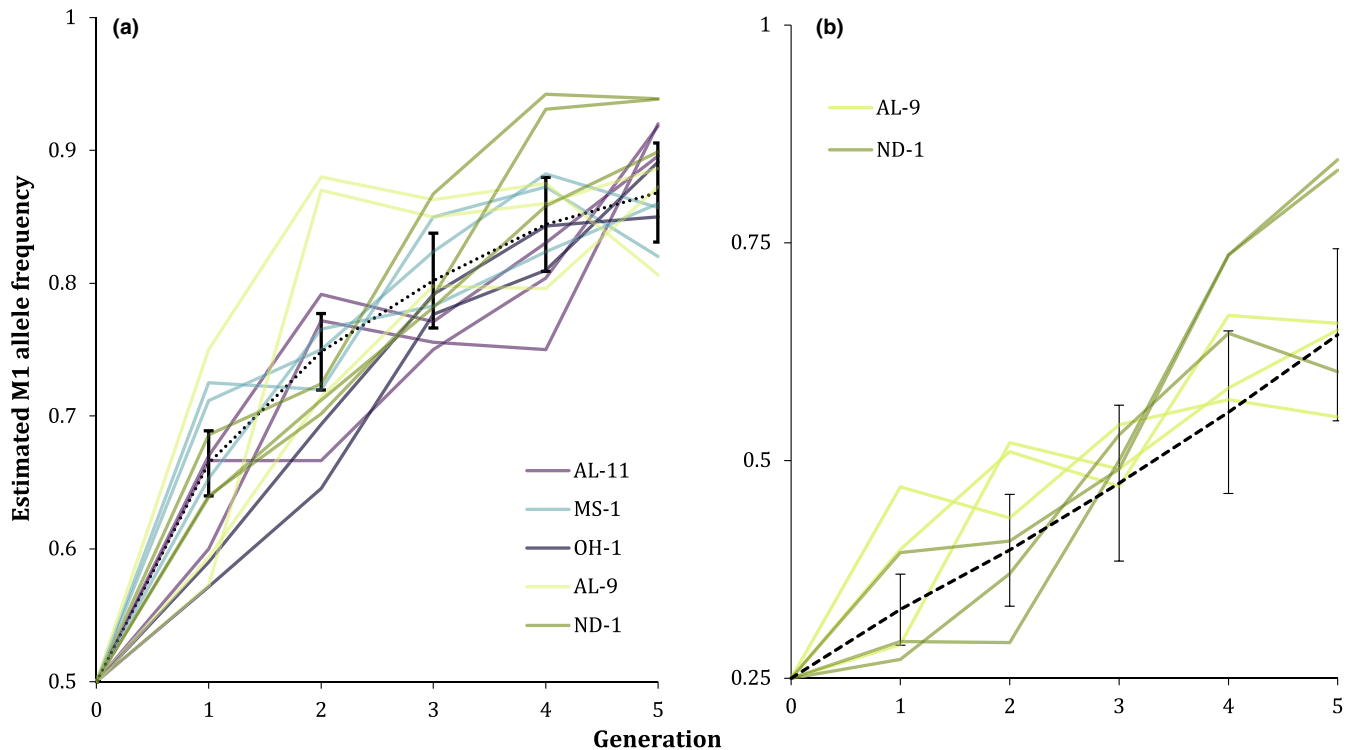 (a)
Estimated M1 allele frequency
1
0.9
0.8
0.7
0.6
0.5
0 1 2 3 4 5
AL-11
MS-1
OH-1
AL-9
ND-1
(b)
1
0.75
0.5
0.25
0 1 2 3 4 5
AL-9
ND-1
Generation